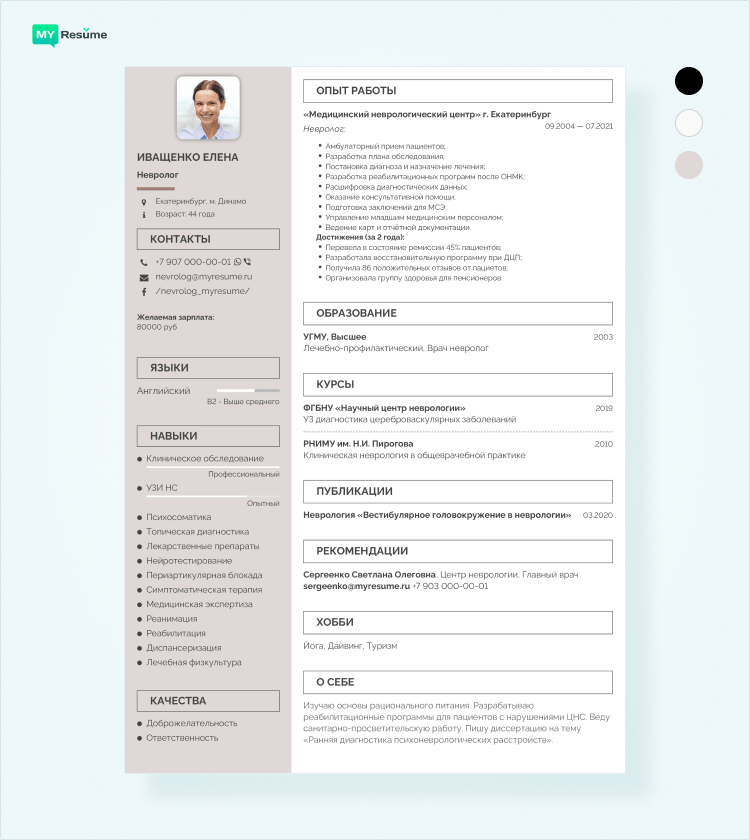 MY Resume
ИВАЩЕНКО ЕЛЕНА
Невролог
Екатеринбург, м. Динамо
Возраст: 44 года
КОНТАКТЫ
+7 907 000-00-01
nevrolog@myresume.ru
/nevrolog_myresume/
Желаемая зарплата:
80000 руб
ЯЗЫКИ
Английский
B2 - Выше среднего
НАВЫКИ
Клиническое обследование
Профессиональный
УЗИ НС
Опытный
Психосоматика
Топическая диагностика
Лекарственные препараты
Нейротестирование
Периартикулярная блокада
Симптоматическая терапия
Медицинская экспертиза
Реанимация
Реабилитация
Диспансеризация
Лечебная физкультура
КАЧЕСТВА
Доброжелательность
Ответственность
ОПЫТ РАБОТЫ
«Медицинский неврологический центр» г. Екатеринбург
Невролог: 09.2004 — 07.2021
Амбулаторный прием пациентов;
Разработка плана обследования;
Постановка диагноза и назначение лечения;
Разработка реабилитационных программ после ОНМК;
Расшифровка диагностических данных;
Оказание консультативной помощи;
Подготовка заключений для МСЭ;
Управление младшим медицинским персоналом;
Ведение карт и отчётной документации.
Достижения (за 2 года):
Перевела в состояние ремиссии 45% пациентов;
Разработала восстановительную программу при ДЦП;
Получила 86 положительных отзывов от пациетов;
Организовала группу здоровья для пенсионеров
ОБРАЗОВАНИЕ
УГМУ, Высшее 2003
Лечебно-профилактический, Врач невролог
КУРСЫ
ФГБНУ «Научный центр неврологии» 2019
УЗ диагностика цереброваскулярных заболеваний
РНИМУ им. Н.И. Пирогова 2010
Клиническая неврология в общеврачебной практике
ПУБЛИКАЦИИ
Неврология «Вестибулярное головокружение в неврологии» 03.2020
РЕКОМЕНДАЦИИ
Сергеенко Светлана Олеговна, Центр неврологии, Главный врач
sergeenko@myresume.ru +7 903 000-00-01
ХОББИ
Йога, Дайвинг, Туризм
О СЕБЕ
Изучаю основы рационального питания. Разрабатываю
реабилитационные программы для пациентов с нарушениями ЦНС. Веду
санитарно-просветительскую работу. Пишу диссертацию на тему
«Ранняя диагностика психоневрологических расстройств».